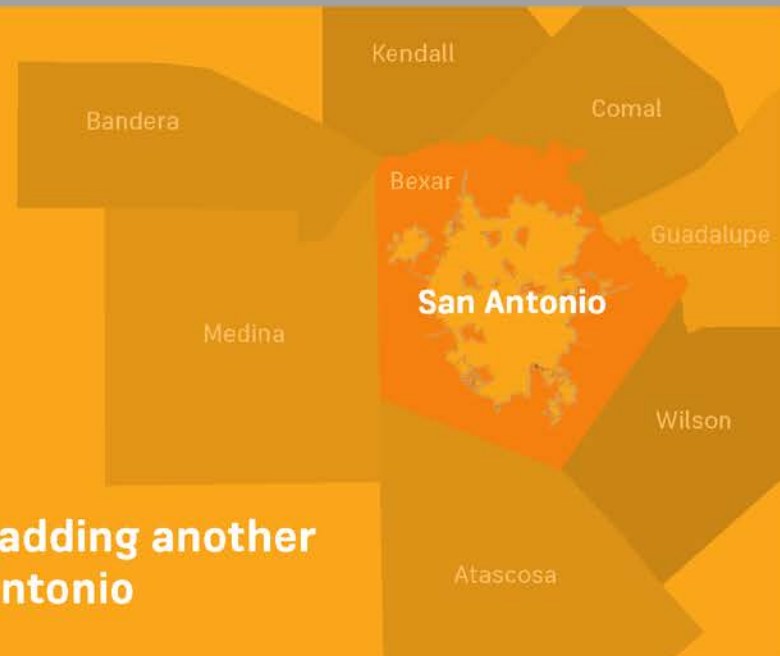 Kendall
Comal
Bandera
Bexar
Guadalupe
San Antonio
Medina
Wilson
adding another
ntonio
Atascosa